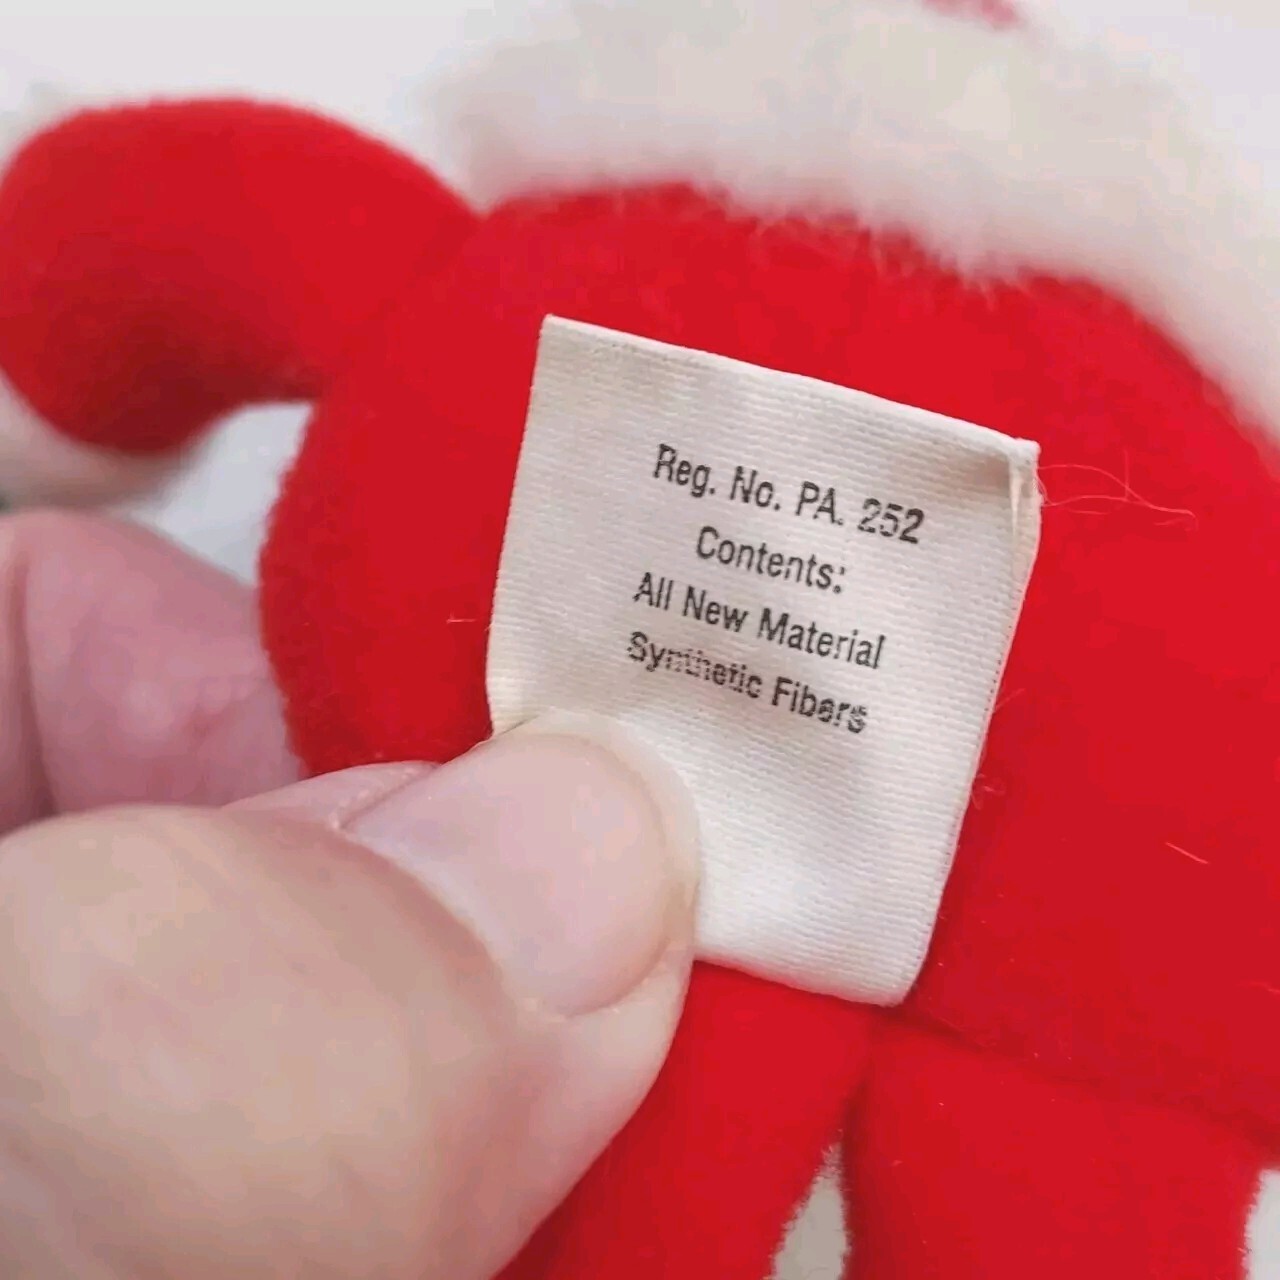 Reg. No. PA. 252
Contents:
All New Material
Synthetic Fibers